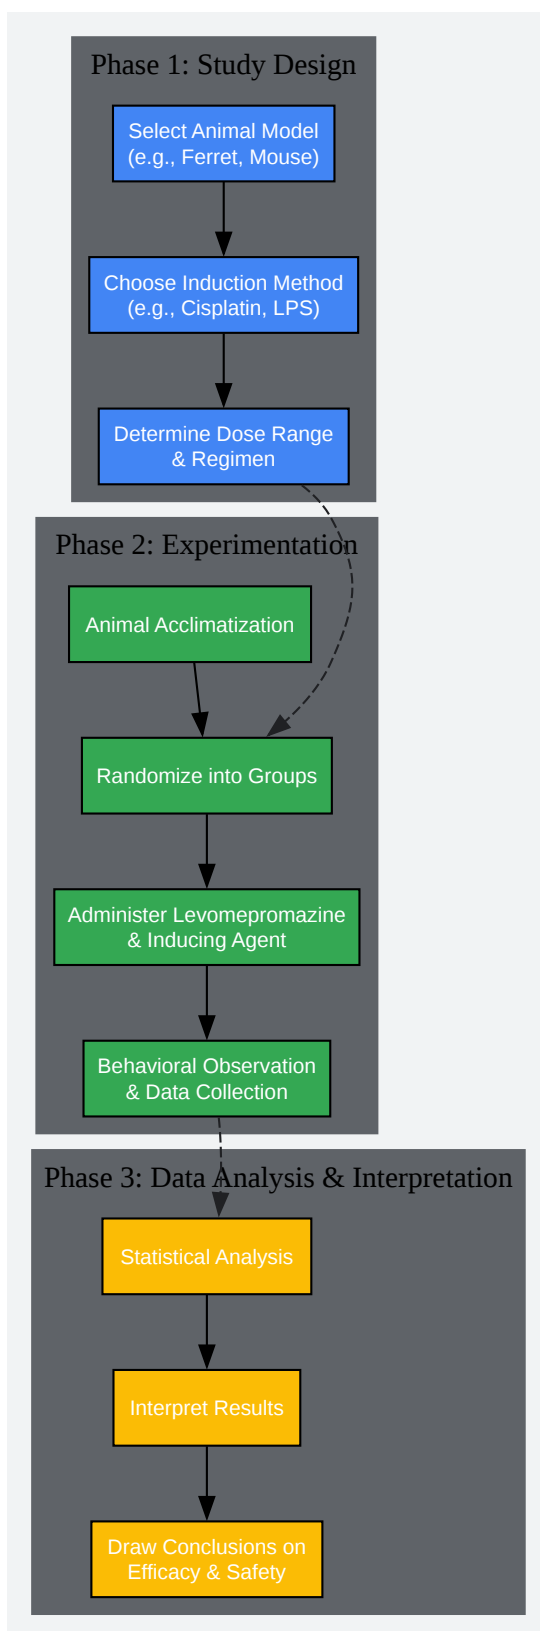 Phase 1: Study Design
Select Animal Model
(e.g., Ferret, Mouse)
Choose Induction Method
(e.g., Cisplatin, LPS)
Determine Dose Range
& Regimen
Phase 2: Experimentation
Animal Acclimatization
Randomize into Groups
Administer Levomepromazine
& Inducing Agent
Behavioral Observation
& Data Collection
Phase 3: Data Analysis & Interpretation
Statistical Analysis
Interpret Results
Draw Conclusions on
Efficacy & Safety